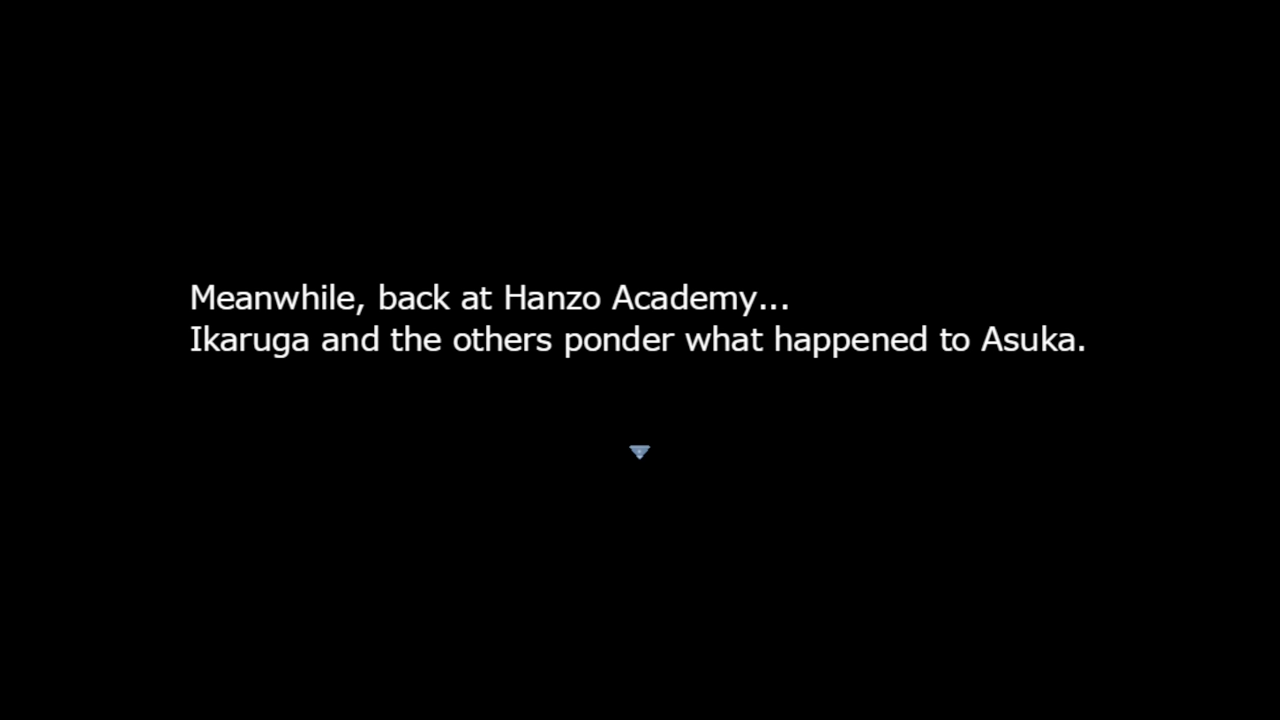 Meanwhile, back at Hanzo Academy...
Ikaruga and the others ponder what happened to Asuka.